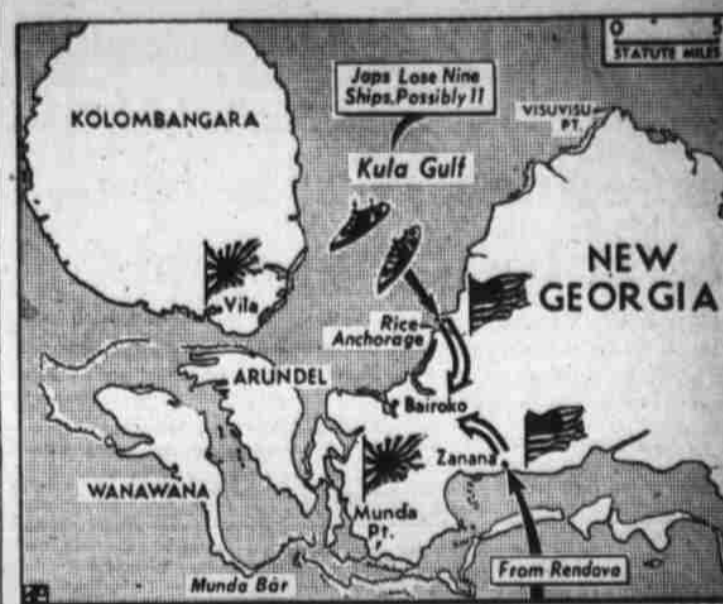 0 5
STATUTE MILES
Japs Lose Nine
Ships, Possibly 11
VISUVISU
PT.
KOLOMBANGARA
Kula Gulf
NEW
GEORGIA
Vila
Rice
Anchorage
ARUNDEL
Bairoko
Zanana
WANAWANA
Munda
Pt.
From Rendova
Munda Bar